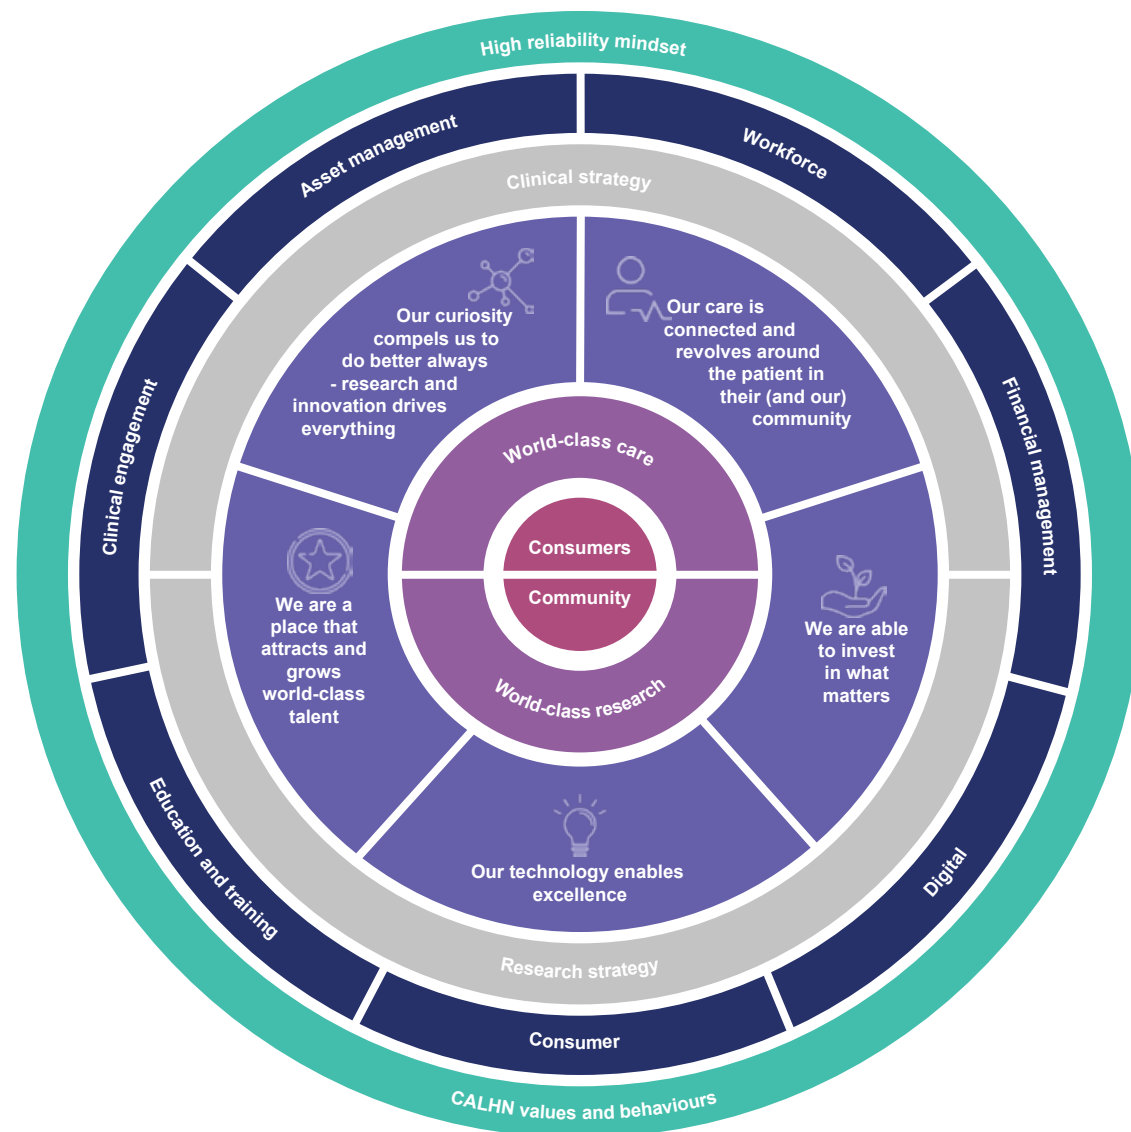 High reliability mindset
Asset management
Workforce
Clinical strategy
Our curiosity
compels us to
do better always
- research and
innovation drives
everything
Our care is
connected and
revolves around
the patient in
their (and our)
community
Clinical engagement
Financial management
World-class care
Consumers
Community
World-class research
We are a
place that
attracts and
grows
world-class
talent
We are able
to invest
in what
matters
Our technology enables
excellence
Education and training
Digital
Research strategy
Consumer
CALHN values and behaviours